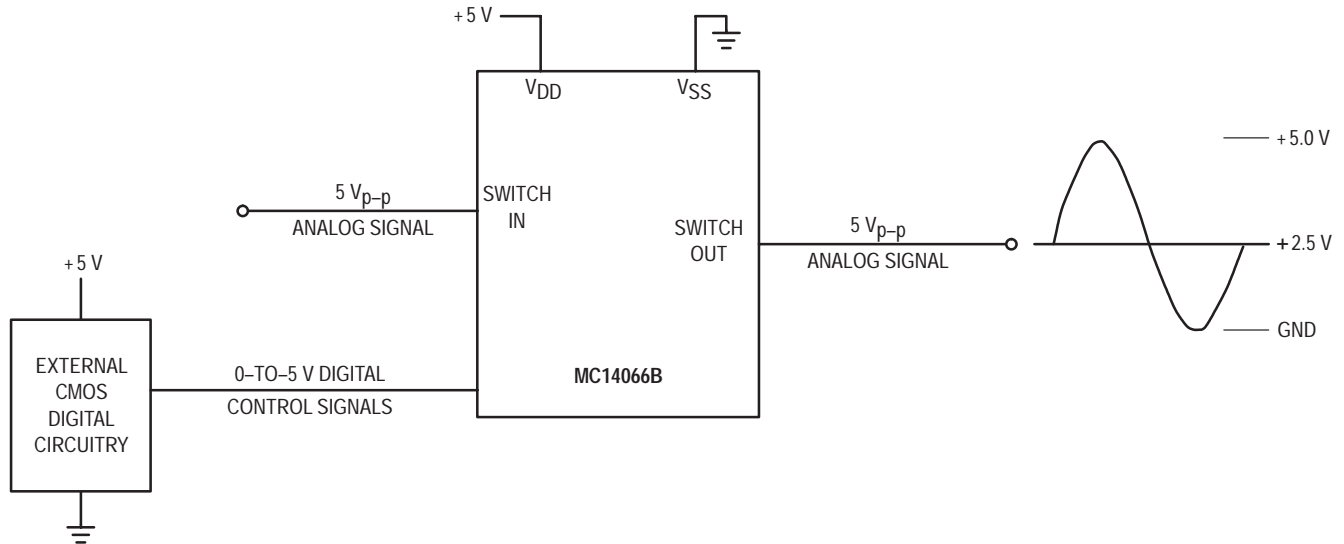 +5 V
VDD
VSS
+5.0 V
5 Vp–p
ANALOG SIGNAL
SWITCH
IN
SWITCH
OUT
5 Vp–p
ANALOG SIGNAL
+2.5 V
+5 V
GND
EXTERNAL
CMOS
DIGITAL
CIRCUITRY
0–TO–5 V DIGITAL
CONTROL SIGNALS
MC14066B